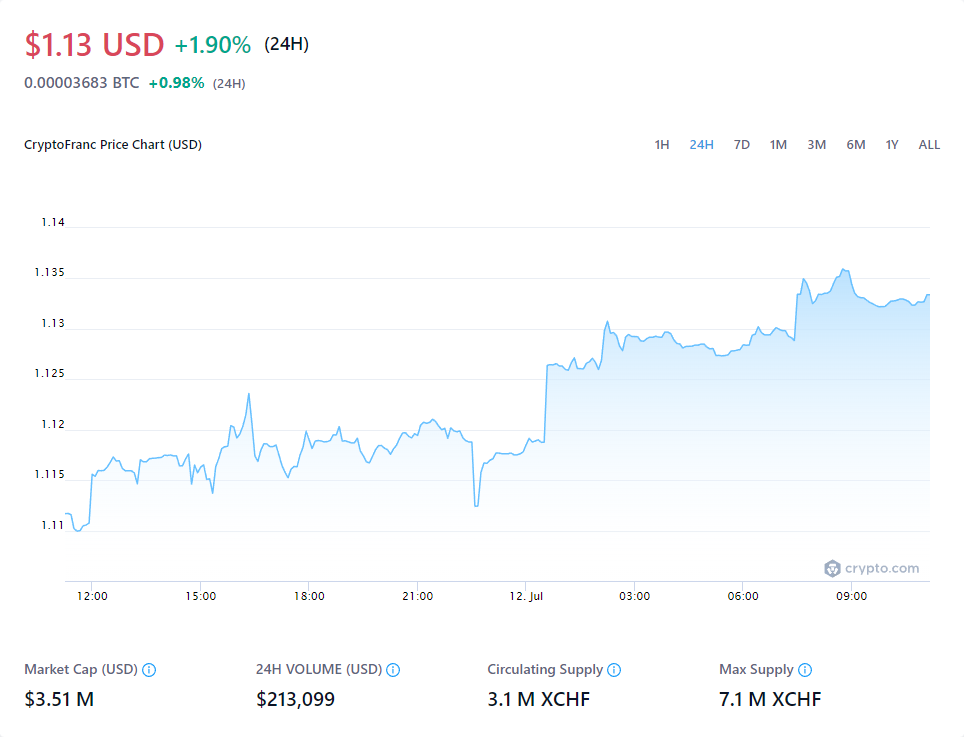 $1.13 USD +1.90% (24H)
0.00003683 BTC +0.98% (24H)
CryptoFranc Price Chart (USD) 1H 24H 7D 1M 3M 6M 1Y ALL
1.14
1.135
1.13
1.125
1.12
1.115
1.11
crypto.com
12:00 15:00 18:00 21:00 12. Jul 03:00 06:00 09:00
Market Cap (USD) 24H VOLUME (USD) Circulating Supply Max Supply
$3.51 M $213,099 3.1 M XCHF 7.1 M XCHF